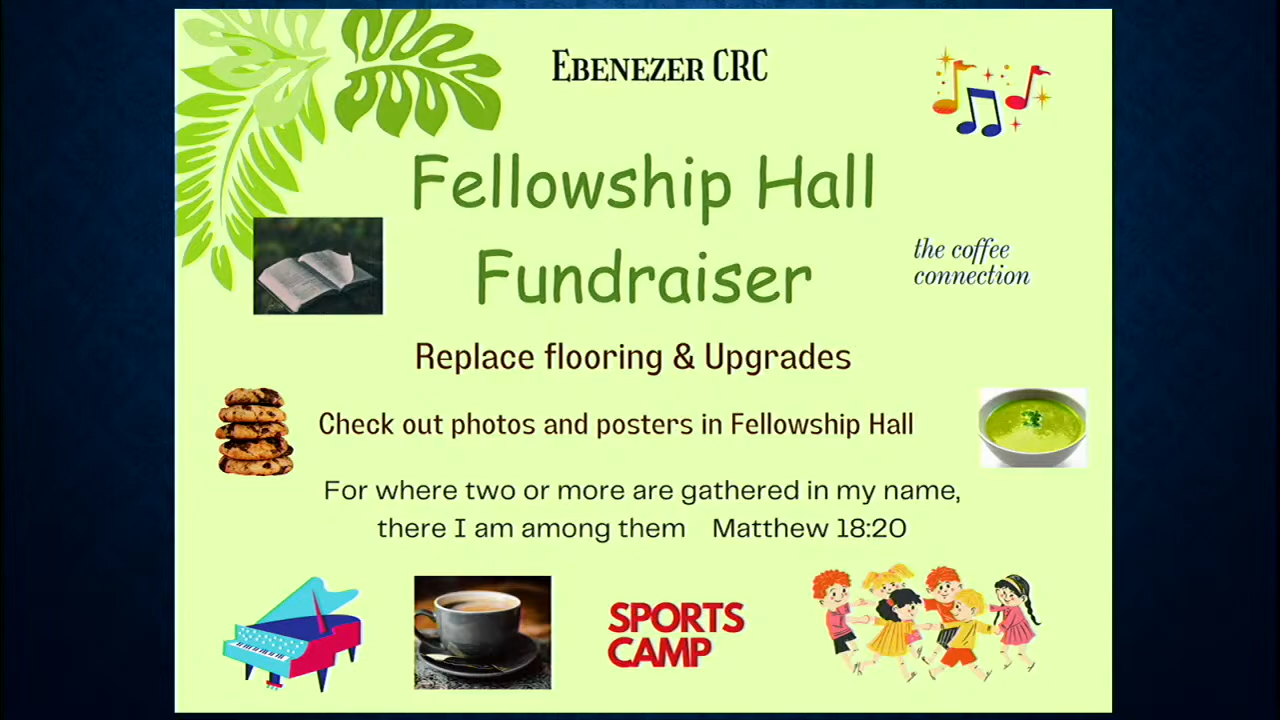 Ebenezer CRC
Fellowship Hall
Fundraiser
the coffee
connection
Replace flooring & Upgrades
Check out photos and posters in Fellowship Hall
For where two or more are gathered in my name,
there I am among them Matthew 18:20
SPORTS
CAMP